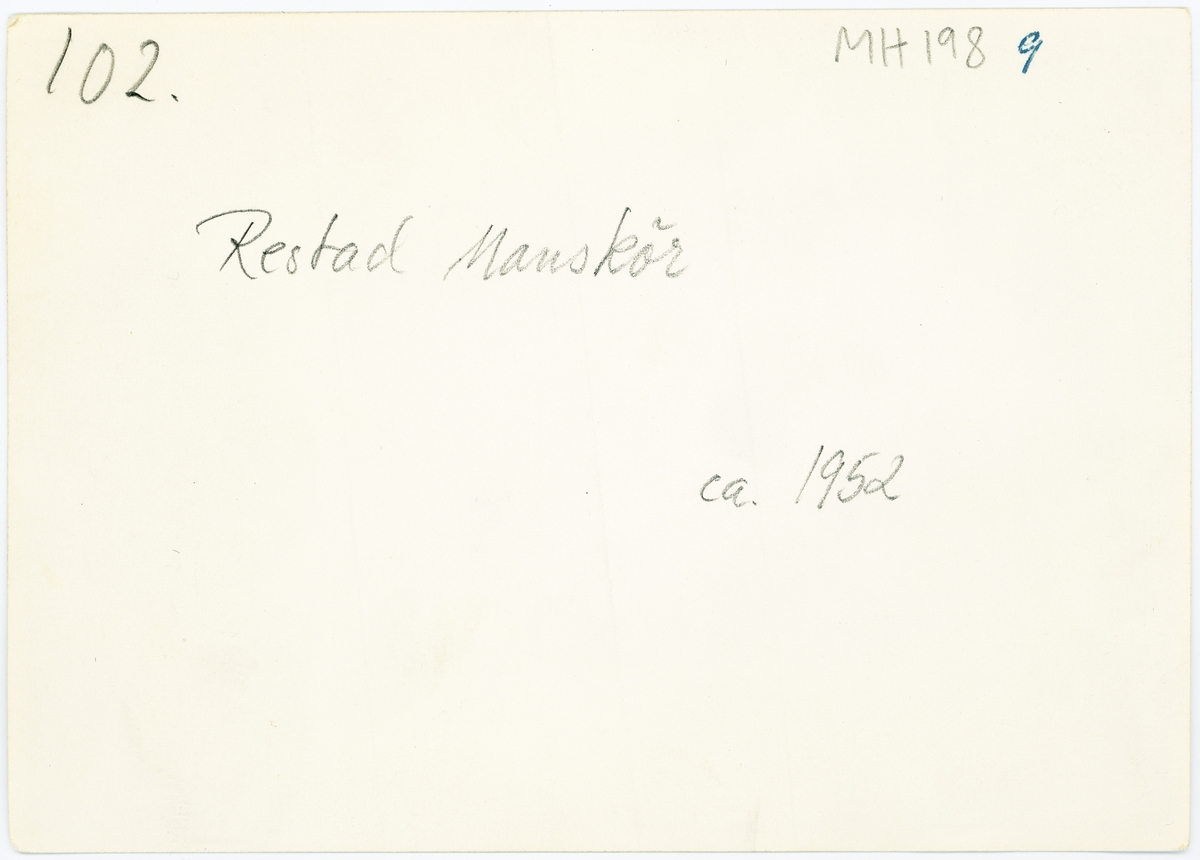 102.
MH198 9
Restad Manskör
ca. 1952